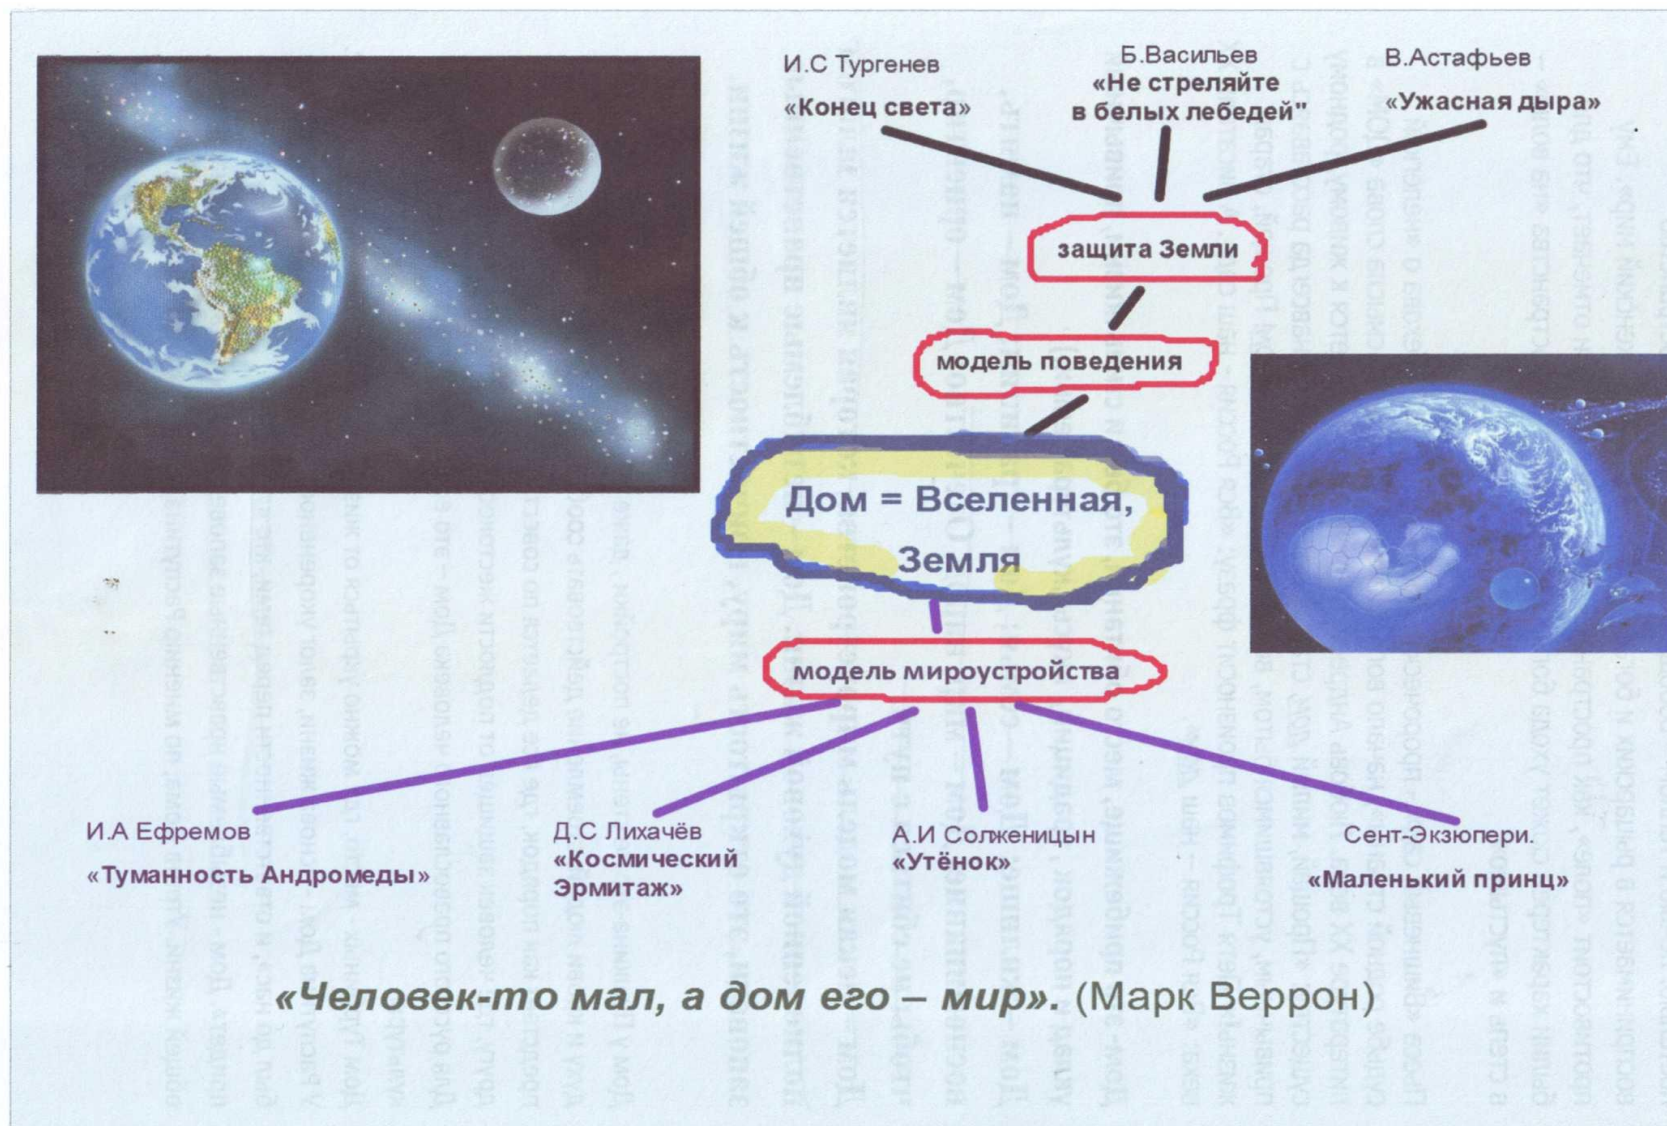 И.С Тургенев
«Конец света»
Б.Васильев
«Не стреляйте
в белых лебедей"
В.Астафьев
«Ужасная дыра»
защита Земли
модель поведения
Дом = Вселенная,
Земля
модель мироустройства
И.А Ефремов
«Туманность Андромеды»
Д.С Лихачёв
«Космический
Эрмитаж»
А.И Солженицын
«Утёнок»
Сент-Экзюпери.
«Маленький принц»
«Человек-то мал, а дом его – мир». (Марк Веррон)